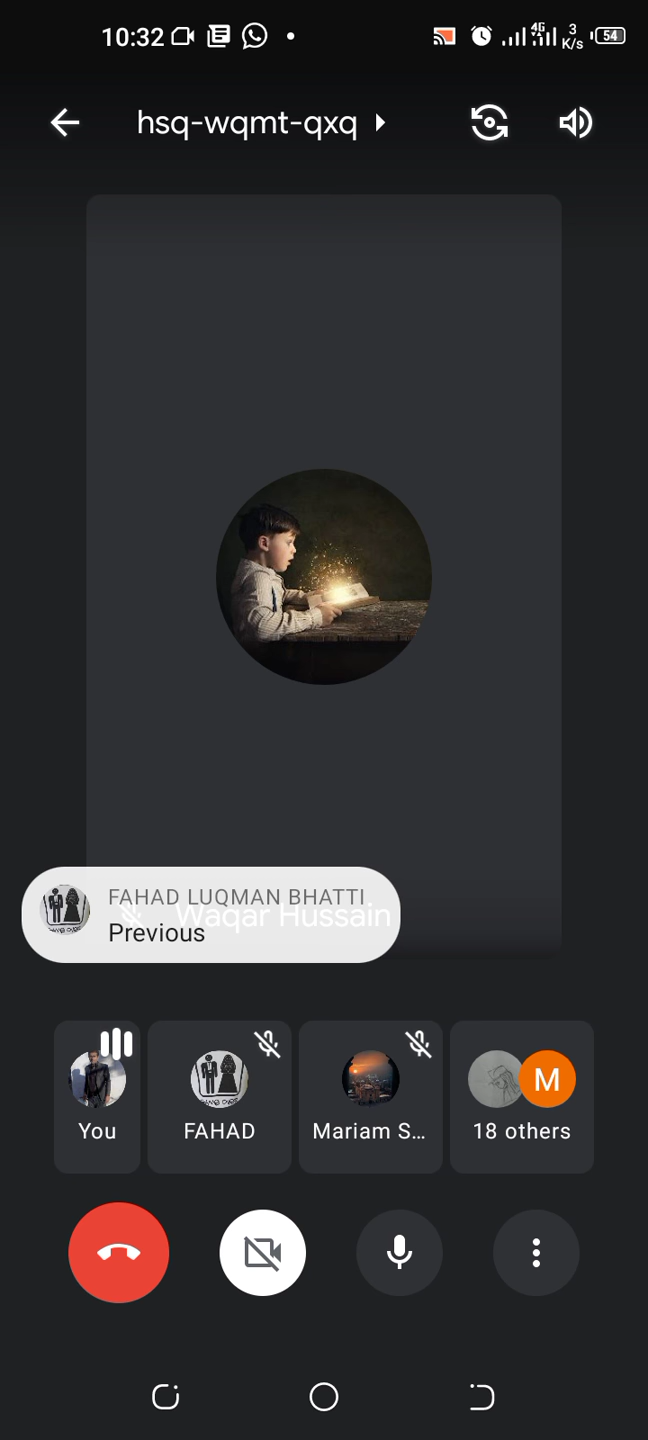 10:32
4G
3
K/s
54
hsq-wqmt-qxq
FAHAD LUQMAN BHATTI
Waqar Hussain
Previous
You
FAHAD
Mariam S...
M
18 others